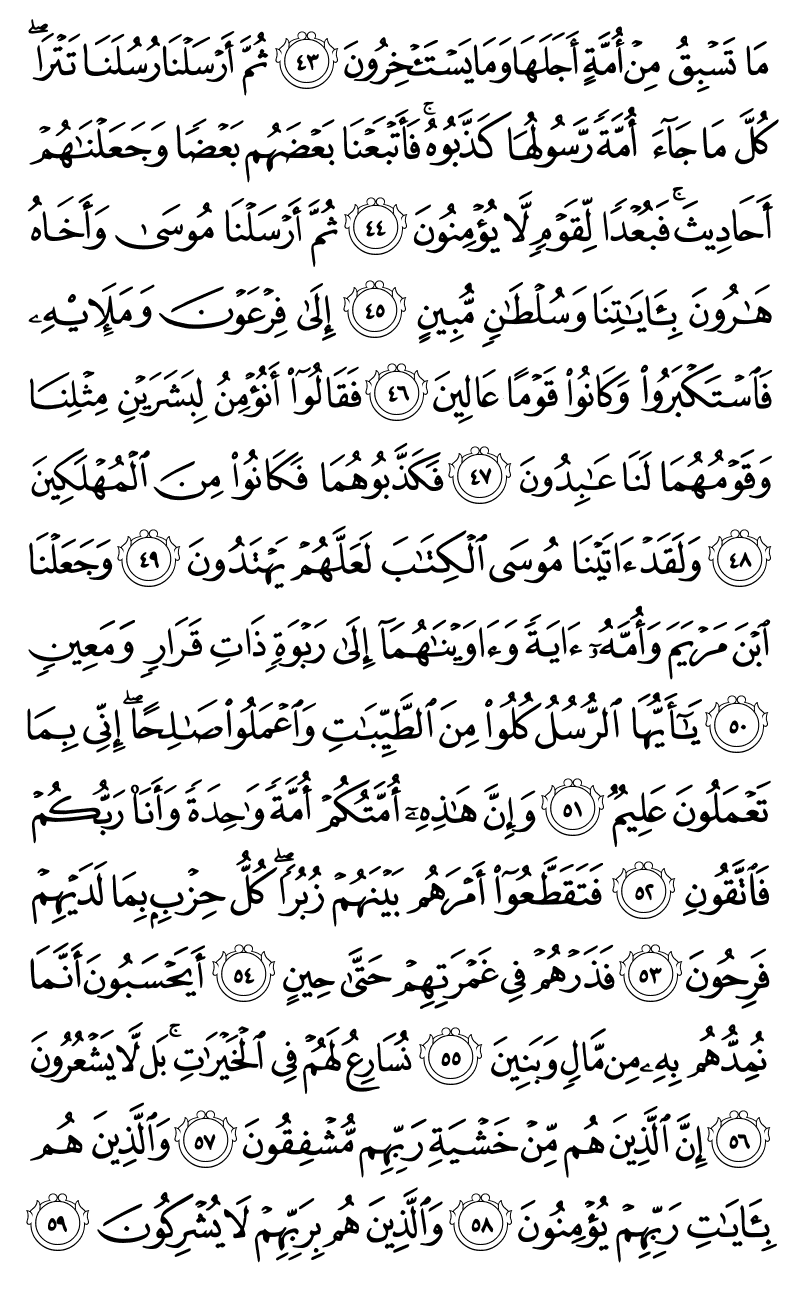 مَا تَسْبِقُ مِنْ أُمَّةٍ أَجَلَهَا وَمَا يَسْتَـْٔخِرُونَ ٤٣ ثُمَّ أَرْسَلْنَا رُسُلَنَا تَتْرَاۖ
كُلَّ مَا جَآءَ أُمَّةً رَّسُولُهَا كَذَّبُوهُۚ فَأَتْبَعْنَا بَعْضَهُم بَعْضًا وَجَعَلْنَـٰهُمْ
أَحَادِيثَۚ فَبُعْدًا لِّقَوْمٍ لَّا يُؤْمِنُونَ ٤٤ ثُمَّ أَرْسَلْنَا مُوسَىٰ وَأَخَاهُ
هَـٰرُونَ بِـَٔايَـٰتِنَا وَسُلْطَـٰنٍ مُّبِينٍ ٤٥ إِلَىٰ فِرْعَوْنَ وَمَلَإِي۟هِۦ
فَٱسْتَكْبَرُوا۟ وَكَانُوا۟ قَوْمًا عَالِينَ ٤٦ فَقَالُوٓا۟ أَنُؤْمِنُ لِبَشَرَيْنِ مِثْلِنَا
وَقَوْمُهُمَا لَنَا عَـٰبِدُونَ ٤٧ فَكَذَّبُوهُمَا فَكَانُوا۟ مِنَ ٱلْمُهْلَكِينَ
٤٨ وَلَقَدْ ءَاتَيْنَا مُوسَى ٱلْكِتَـٰبَ لَعَلَّهُمْ يَهْتَدُونَ ٤٩ وَجَعَلْنَا
ٱبْنَ مَرْيَمَ وَأُمَّهُۥٓ ءَايَةً وَءَاوَيْنَـٰهُمَآ إِلَىٰ رَبْوَةٍ ذَاتِ قَرَارٍ وَمَعِينٍ
٥٠ يَـٰٓأَيُّهَا ٱلرُّسُلُ كُلُوا۟ مِنَ ٱلطَّيِّبَـٰتِ وَٱعْمَلُوا۟ صَـٰلِحًاۖ إِنِّى بِمَا
تَعْمَلُونَ عَلِيمٌ ٥١ وَإِنَّ هَـٰذِهِۦٓ أُمَّتُكُمْ أُمَّةً وَٰحِدَةً وَأَنَا۠ رَبُّكُمْ
فَٱتَّقُونِ ٥٢ فَتَقَطَّعُوٓا۟ أَمْرَهُم بَيْنَهُمْ زُبُرًاۖ كُلُّ حِزْبٍۭ بِمَا لَدَيْهِمْ
فَرِحُونَ ٥٣ فَذَرْهُمْ فِى غَمْرَتِهِمْ حَتَّىٰ حِينٍ ٥٤ أَيَحْسَبُونَ أَنَّمَا
نُمِدُّهُم بِهِۦ مِن مَّالٍ وَبَنِينَ ٥٥ نُسَارِعُ لَهُمْ فِى ٱلْخَيْرَٰتِۚ بَل لَّا يَشْعُرُونَ
٥٦ إِنَّ ٱلَّذِينَ هُم مِّنْ خَشْيَةِ رَبِّهِم مُّشْفِقُونَ ٥٧ وَٱلَّذِينَ هُم
بِـَٔايَـٰتِ رَبِّهِمْ يُؤْمِنُونَ ٥٨ وَٱلَّذِينَ هُم بِرَبِّهِمْ لَا يُشْرِكُونَ ٥٩